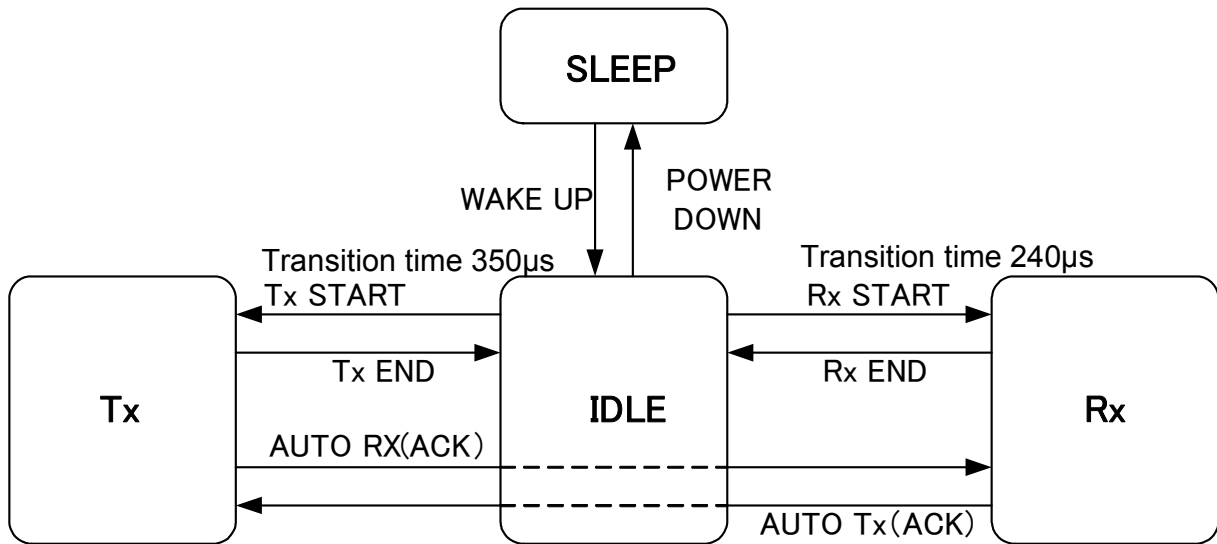 SLEEP
WAKE UP
POWER
DOWN
Transition time 350µs
Transition time 240µs
Tx START
Rx START
Tx END
Rx END
Tx
IDLE
Rx
AUTO RX(ACK)
AUTO Tx(ACK)